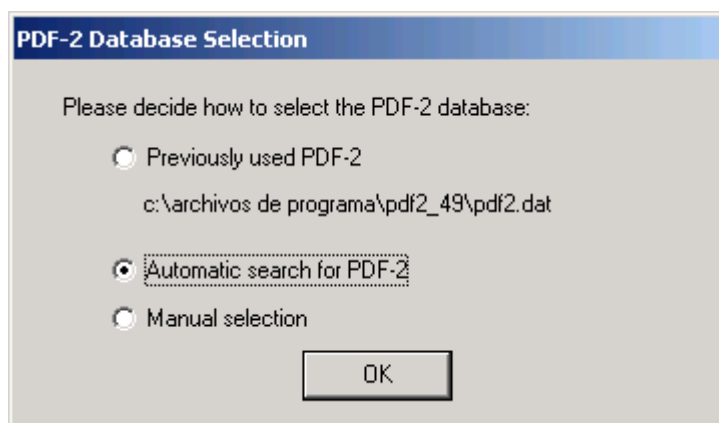 PDF-2 Database Selection
Please decide how to select the PDF-2 database:
Previously used PDF-2
c:\archivos de programa\pdf2_49\pdf2.dat
Automatic search for PDF-2
Manual selection
OK